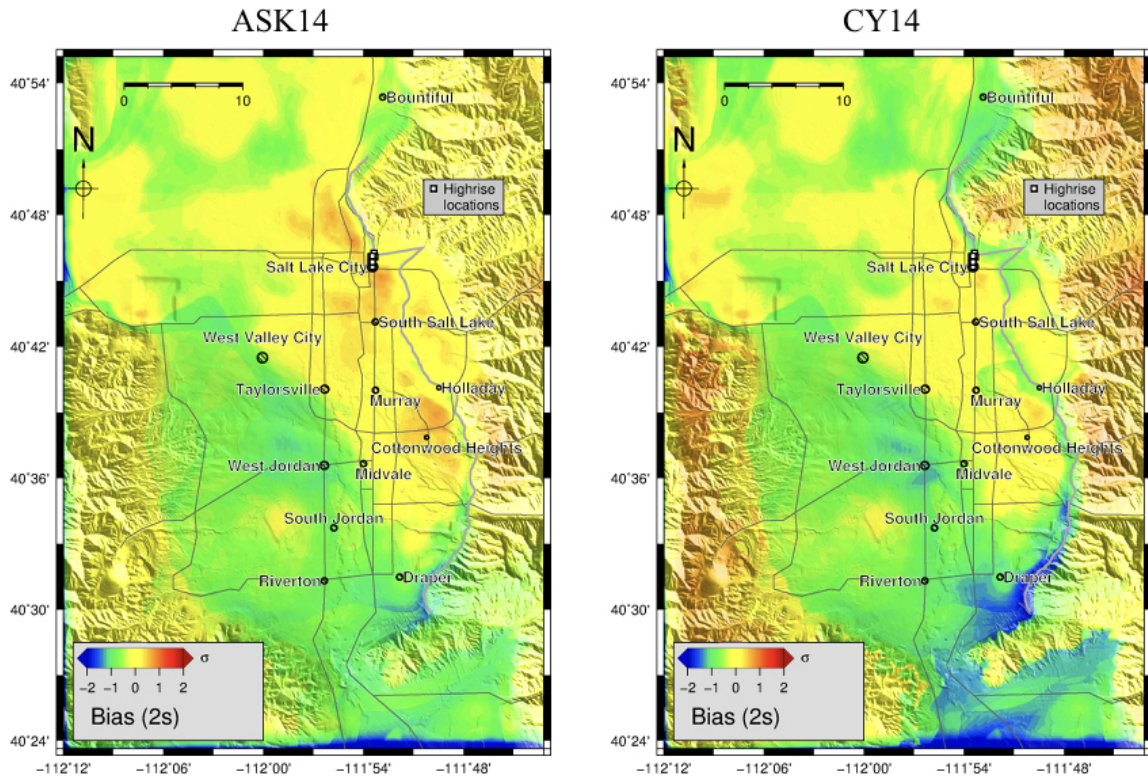 ASK14
40°54'
40°48'
40°42'
40°36'
40°30'
40°24'
0 10
Bountiful
N
Highrise
locations
Salt Lake City
South Salt Lake
West Valley City
Taylorsville
Holladay
Murray
Cottonwood Heights
West Jordan
Midvale
South Jordan
Riverton
Draper
σ
−2 −1 0 1 2
Bias (2s)
−112°12' −112°06' −112°00' −111°54' −111°48'
CY14
40°54'
40°48'
40°42'
40°36'
40°30'
40°24'
0 10
Bountiful
N
Highrise
locations
Salt Lake City
South Salt Lake
West Valley City
Taylorsville
Holladay
Murray
Cottonwood Heights
West Jordan
Midvale
South Jordan
Riverton
Draper
σ
−2 −1 0 1 2
Bias (2s)
−112°12' −112°06' −112°00' −111°54' −111°48'